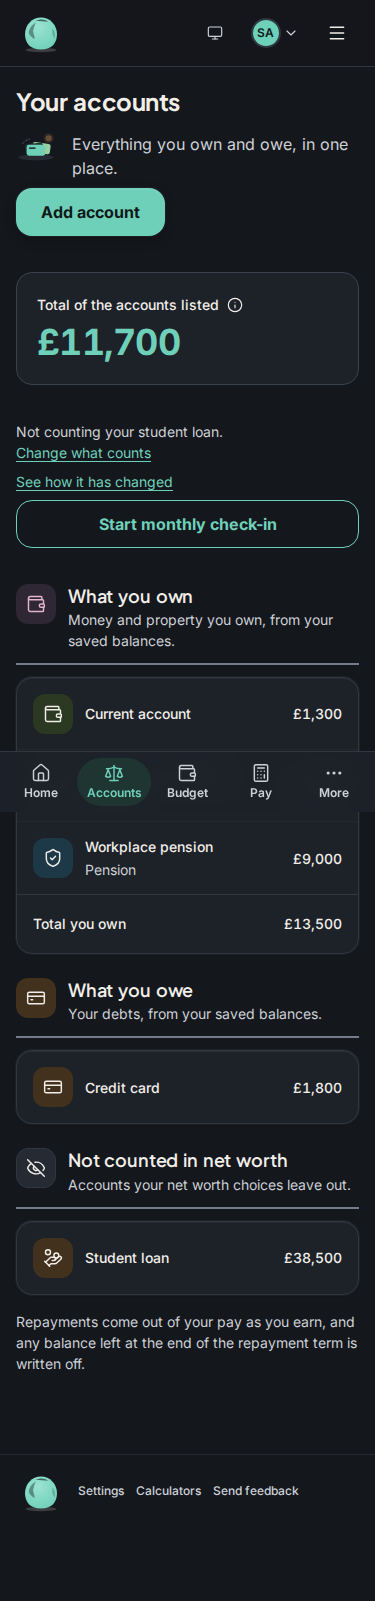 SA
Your accounts
Everything you own and owe, in one
place.
Add account
Total of the accounts listed
£11,700
Not counting your student loan.
Change what counts
See how it has changed
Start monthly check-in
What you own
Money and property you own, from your
saved balances.
Current account £1,300
Home Accounts Budget Pay More
Workplace pension
Pension
£9,000
Total you own £13,500
What you owe
Your debts, from your saved balances.
Credit card £1,800
Not counted in net worth
Accounts your net worth choices leave out.
Student loan £38,500
Repayments come out of your pay as you earn, and
any balance left at the end of the repayment term is
written off.
Settings Calculators Send feedback